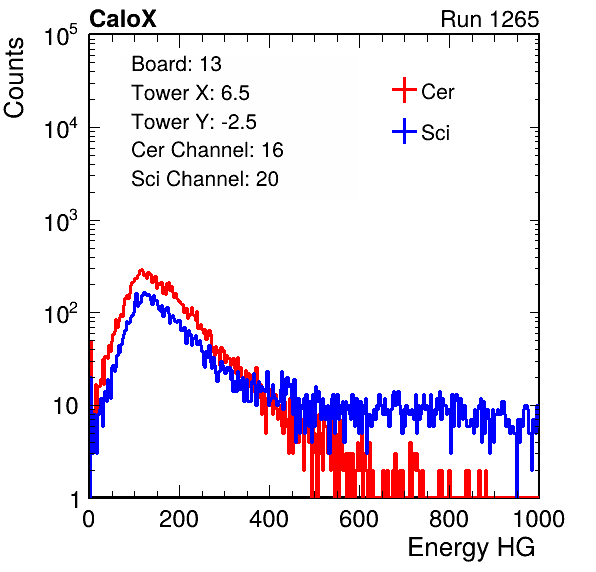 CaloX Run 1265
Counts
Board: 13
Tower X: 6.5
Tower Y: -2.5
Cer Channel: 16
Sci Channel: 20
Cer
Sci
10^5
10^4
10^3
10^2
10
1
0 200 400 600 800 1000
Energy HG